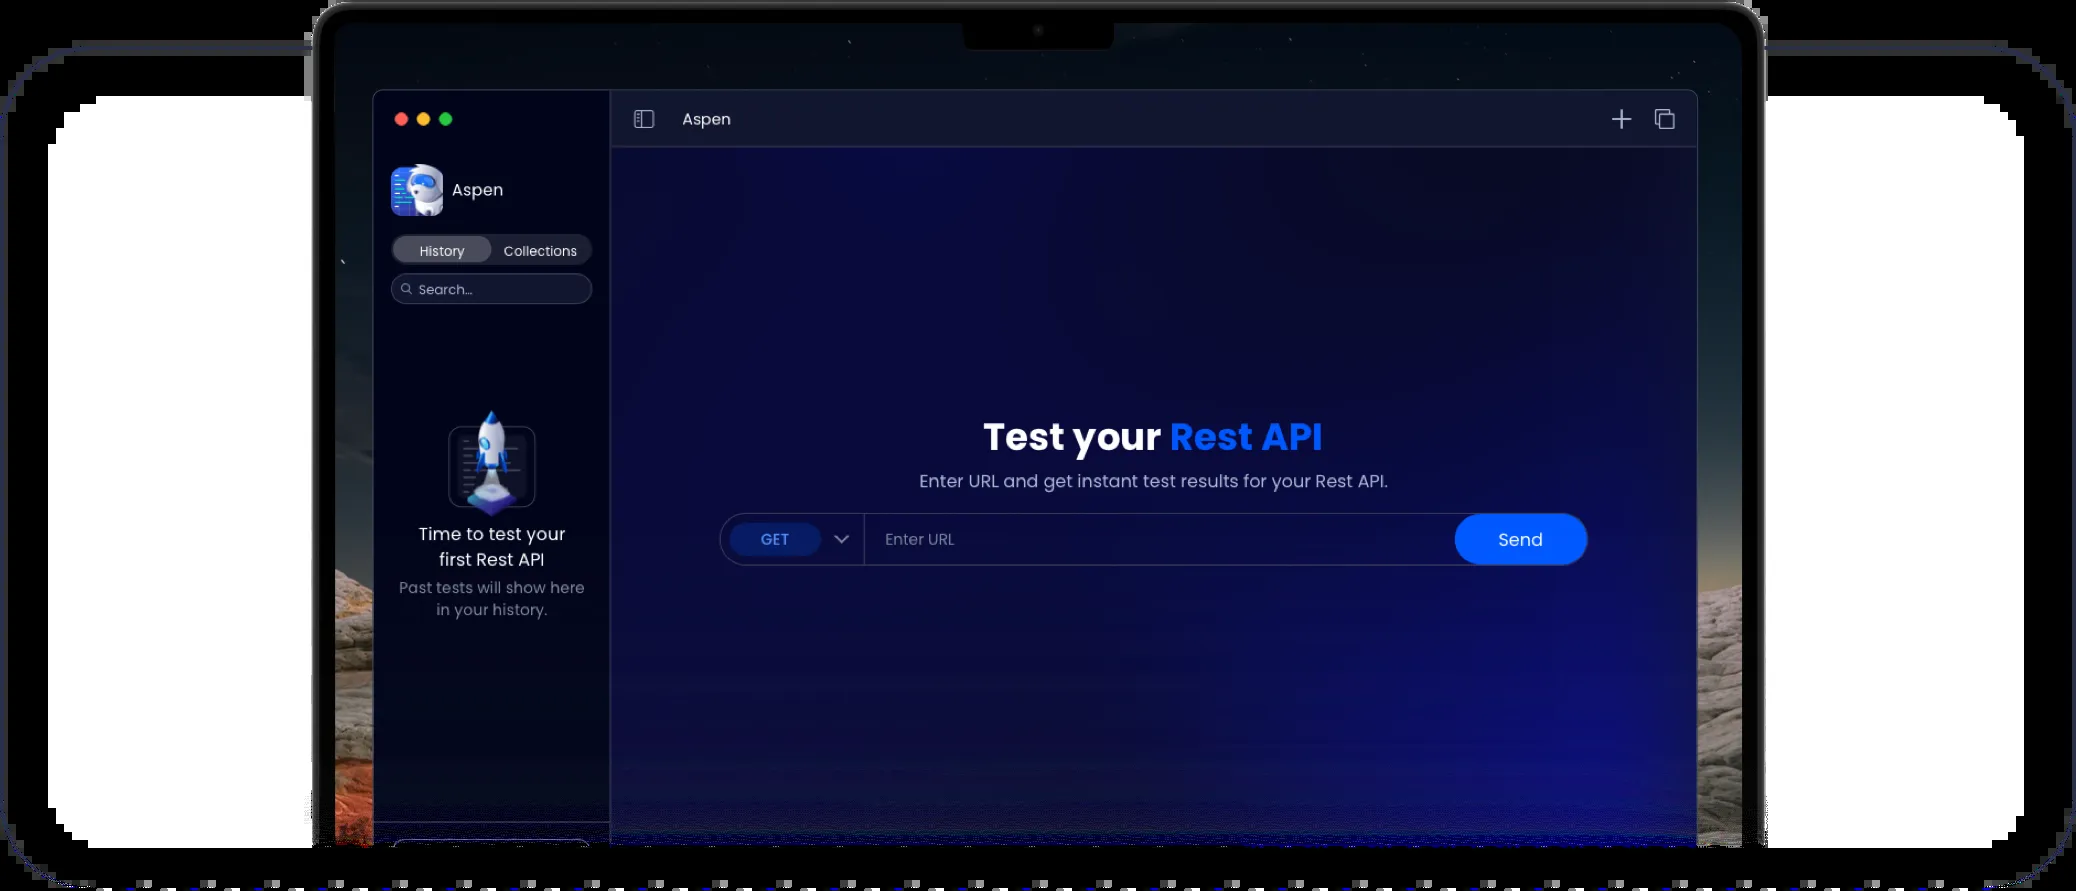 Aspen
Aspen
History
Collections
Search...
Time to test your
first Rest API
Past tests will show here
in your history.
Test your Rest API
Enter URL and get instant test results for your Rest API.
GET
Enter URL
Send